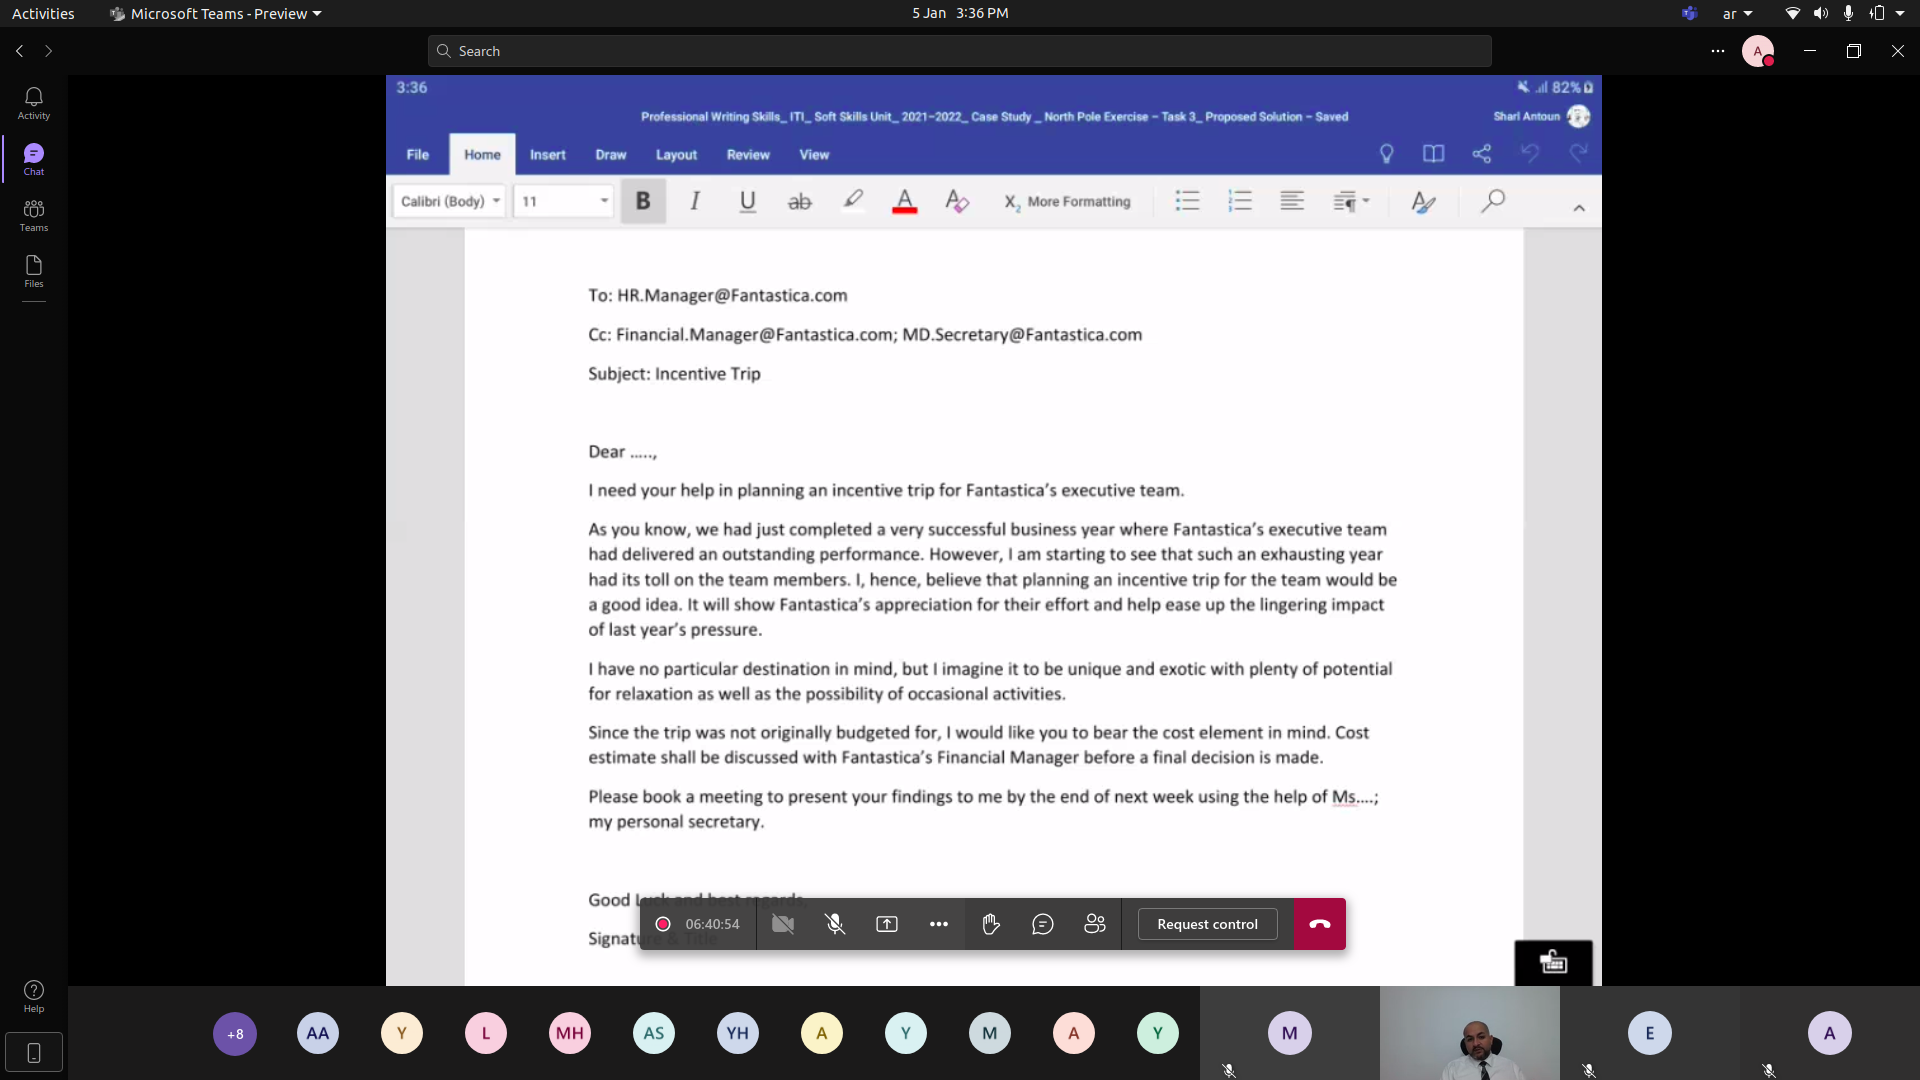 Activities
Microsoft Teams - Preview
5 Jan 3:36 PM
ar
Search
A
Activity
Chat
Teams
Files
Help
3:36
82%
Professional Writing Skills_ ITI_ Soft Skills Unit_ 2021-2022_ Case Study _ North Pole Exercise - Task 3_ Proposed Solution - Saved
Sharl Antoun
File
Home
Insert
Draw
Layout
Review
View
Calibri (Body)
11
B
I
U
ab
A
A
X2 More Formatting
To: HR.Manager@Fantastica.com
Cc: Financial.Manager@Fantastica.com; MD.Secretary@Fantastica.com
Subject: Incentive Trip
Dear .....,
I need your help in planning an incentive trip for Fantastica's executive team.
As you know, we had just completed a very successful business year where Fantastica's executive team
had delivered an outstanding performance. However, I am starting to see that such an exhausting year
had its toll on the team members. I, hence, believe that planning an incentive trip for the team would be
a good idea. It will show Fantastica's appreciation for their effort and help ease up the lingering impact
of last year's pressure.
I have no particular destination in mind, but I imagine it to be unique and exotic with plenty of potential
for relaxation as well as the possibility of occasional activities.
Since the trip was not originally budgeted for, I would like you to bear the cost element in mind. Cost
estimate shall be discussed with Fantastica's Financial Manager before a final decision is made.
Please book a meeting to present your findings to me by the end of next week using the help of Ms....;
my personal secretary.
Good Luck and best regards,
Signature & Title
06:40:54
Request control
+8
AA
Y
L
MH
AS
YH
A
Y
M
A
Y
M
E
A